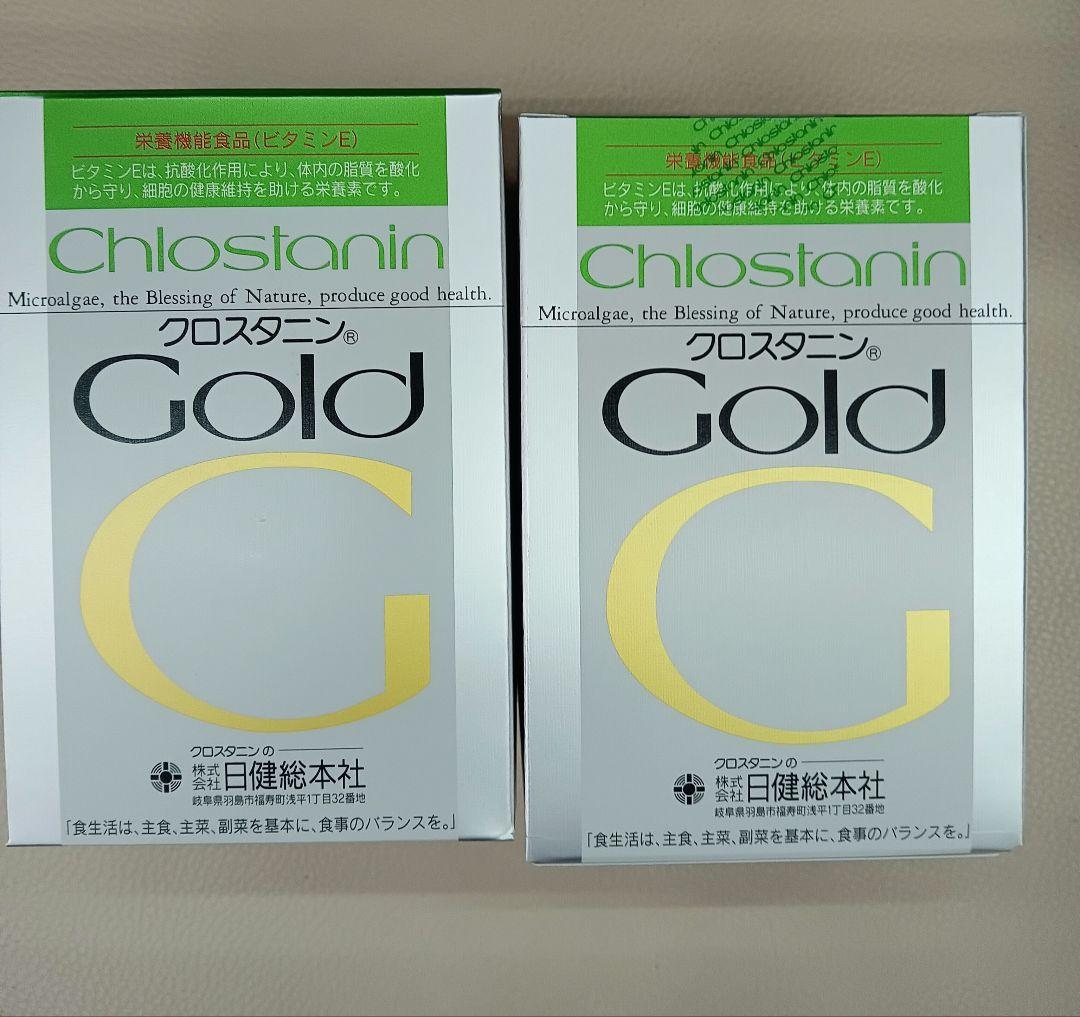 栄養機能食品(ビタミンE)
ビタミンEは、抗酸化作用により、体内の脂質を酸化
から守り、細胞の健康維持を助ける栄養素です。
Chlostanin
Microalgae, the Blessing of Nature, produce good health.
クロスタニン®
Gold
G
クロスタニンの
株式会社 日健総本社
岐阜県羽島市福寿町浅平1丁目32番地
「食生活は、主食、主菜、副菜を基本に、食事のバランスを。」
栄養機能食品(ビタミンE)
ビタミンEは、抗酸化作用により、体内の脂質を酸化
から守り、細胞の健康維持を助ける栄養素です。
Chlostanin
Microalgae, the Blessing of Nature, produce good health.
クロスタニン®
Gold
G
クロスタニンの
株式会社 日健総本社
岐阜県羽島市福寿町浅平1丁目32番地
「食生活は、主食、主菜、副菜を基本に、食事のバランスを。」